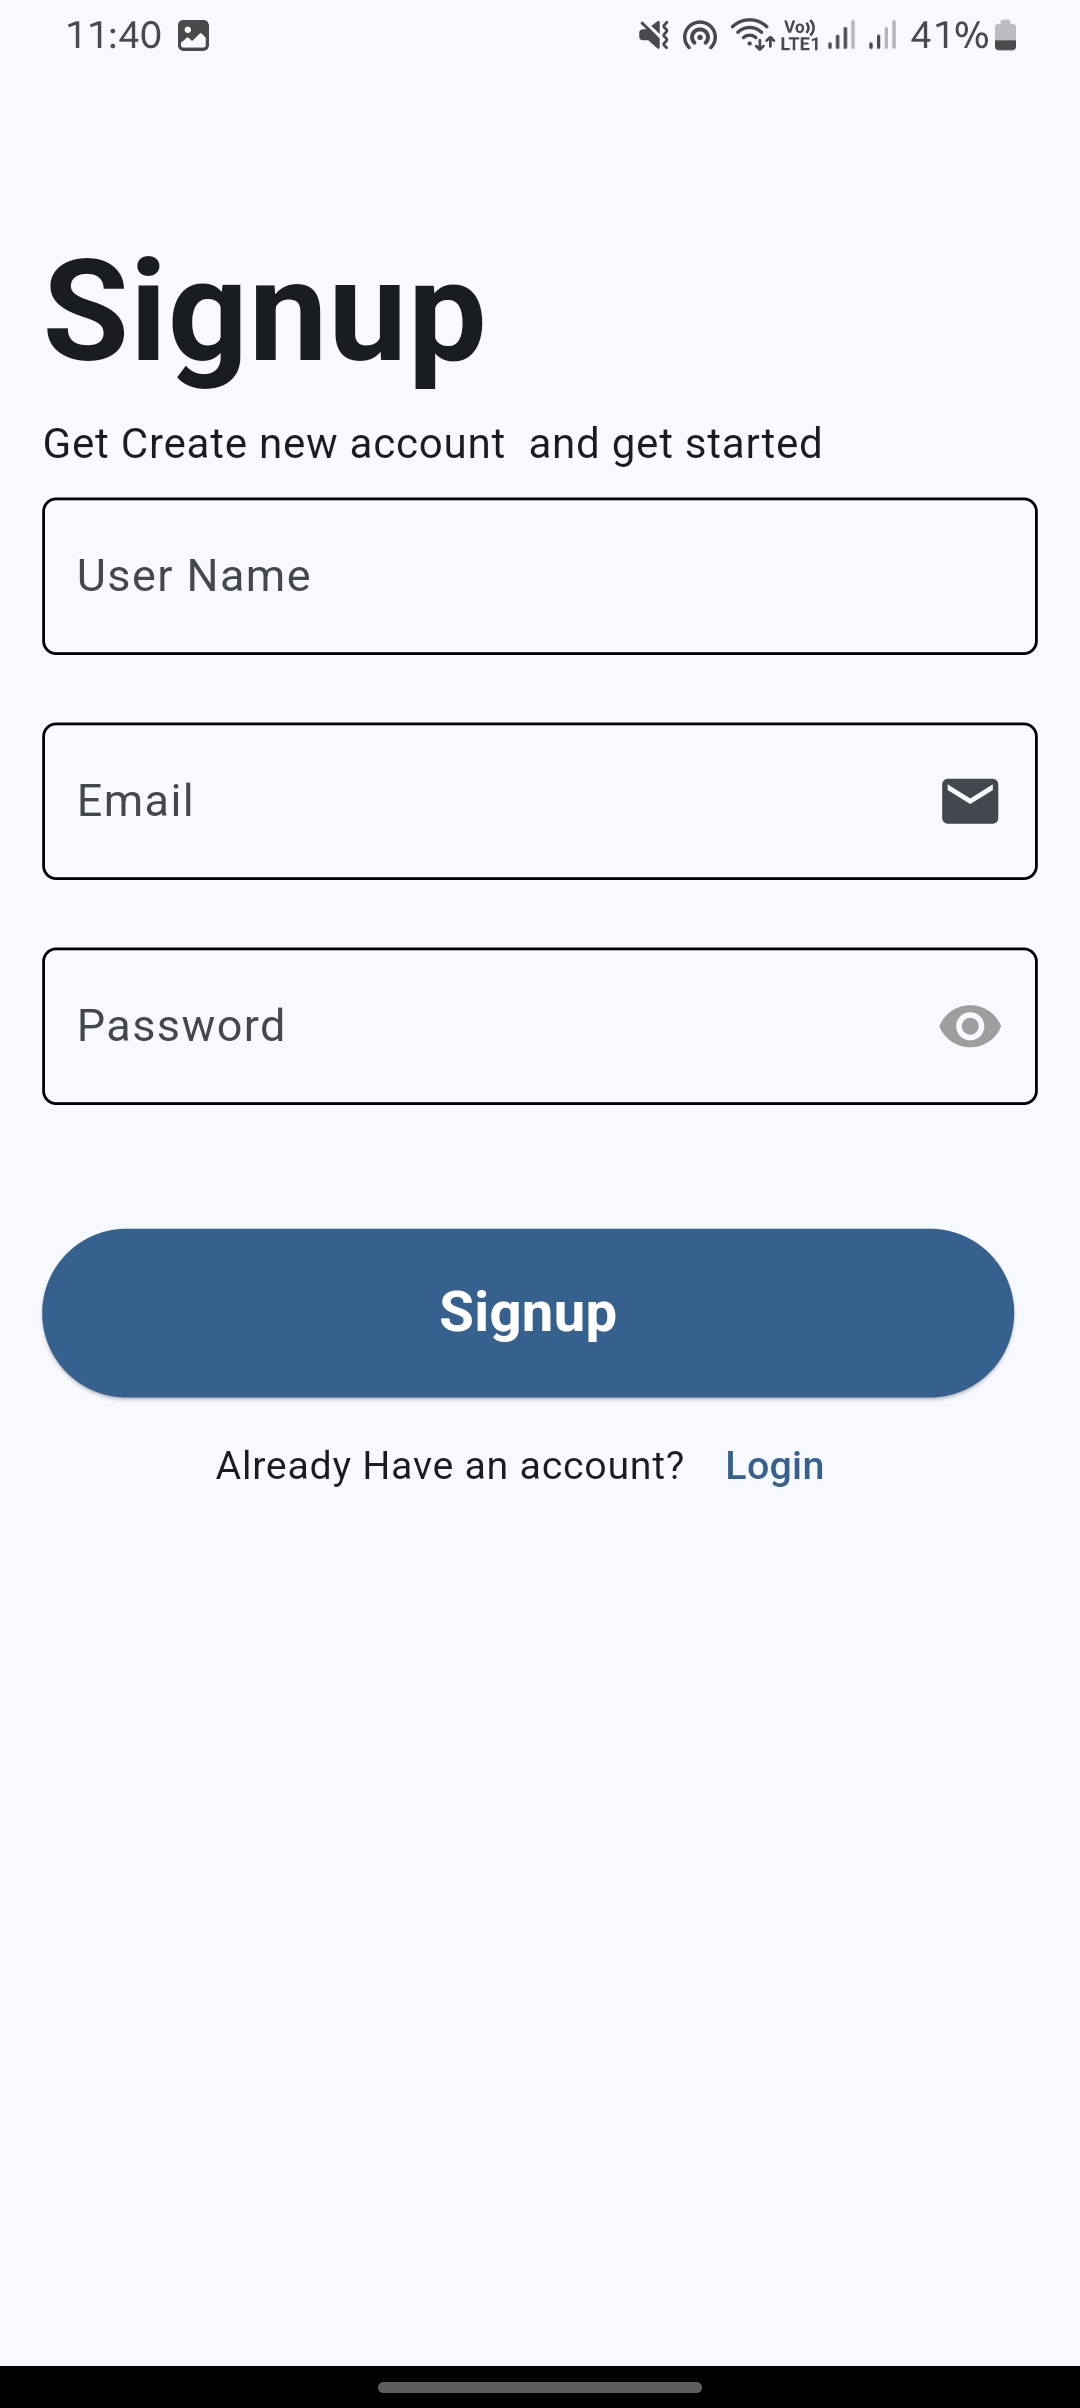 11:40 Vo)) LTE1 41%
Signup
Get Create new account  and get started
User Name
Email
Password
Signup
Already Have an account? Login